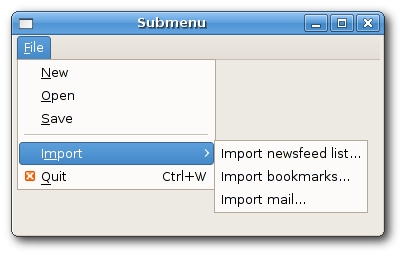 Submenu
File
New
Open
Save
Import
Import newsfeed list...
Import bookmarks...
Quit Ctrl+W
Import mail...